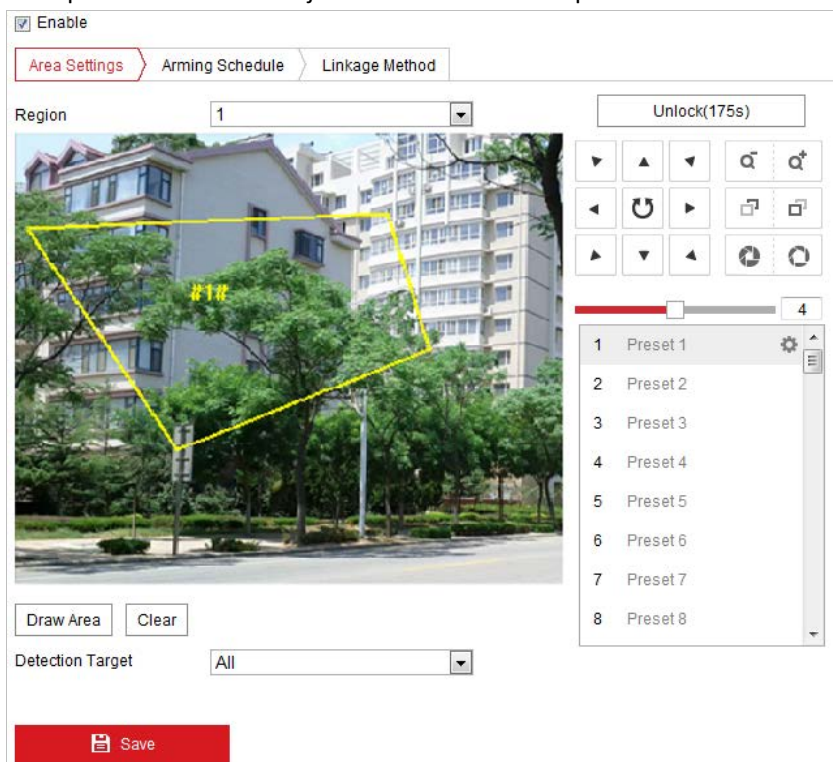 Enable
Area Settings Arming Schedule Linkage Method
Region 1
Unlock(175s)
#1#
4
1 Preset 1
2 Preset 2
3 Preset 3
4 Preset 4
5 Preset 5
6 Preset 6
7 Preset 7
8 Preset 8
Draw Area Clear
Detection Target All
Save